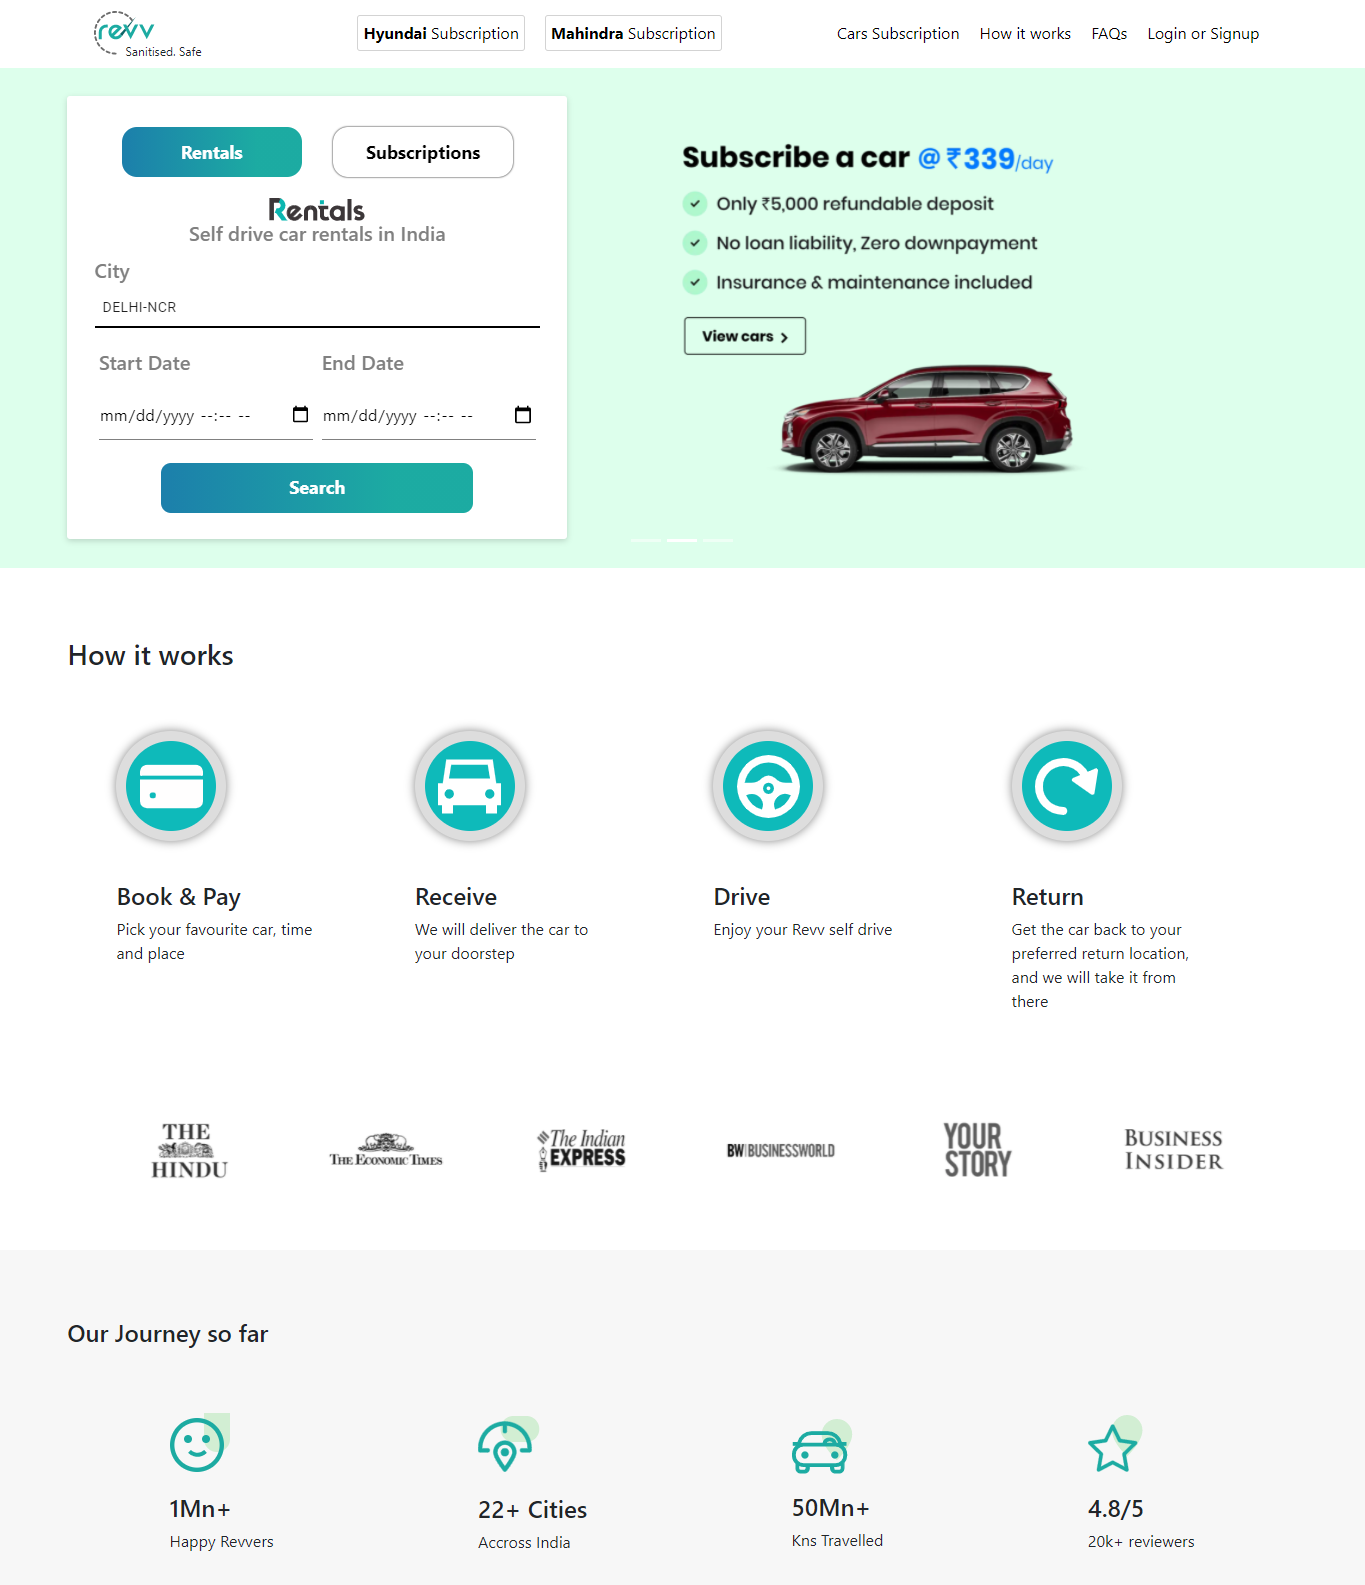 revv
Sanitised. Safe
Hyundai Subscription
Mahindra Subscription
Cars Subscription
How it works
FAQs
Login or Signup
Rentals
Subscriptions
Rentals
Self drive car rentals in India
City
DELHI-NCR
Start Date
End Date
mm/dd/yyyy --:-- --
mm/dd/yyyy --:-- --
Search
Subscribe a car @ ₹339/day
Only ₹5,000 refundable deposit
No loan liability, Zero downpayment
Insurance & maintenance included
View cars >
How it works
Book & Pay
Pick your favourite car, time
and place
Receive
We will deliver the car to
your doorstep
Drive
Enjoy your Revv self drive
Return
Get the car back to your
preferred return location,
and we will take it from
there
THE
HINDU
THE ECONOMIC TIMES
The Indian
EXPRESS
BW|BUSINESSWORLD
YOUR
STORY
BUSINESS
INSIDER
Our Journey so far
1Mn+
Happy Revvers
22+ Cities
Accross India
50Mn+
Kns Travelled
4.8/5
20k+ reviewers